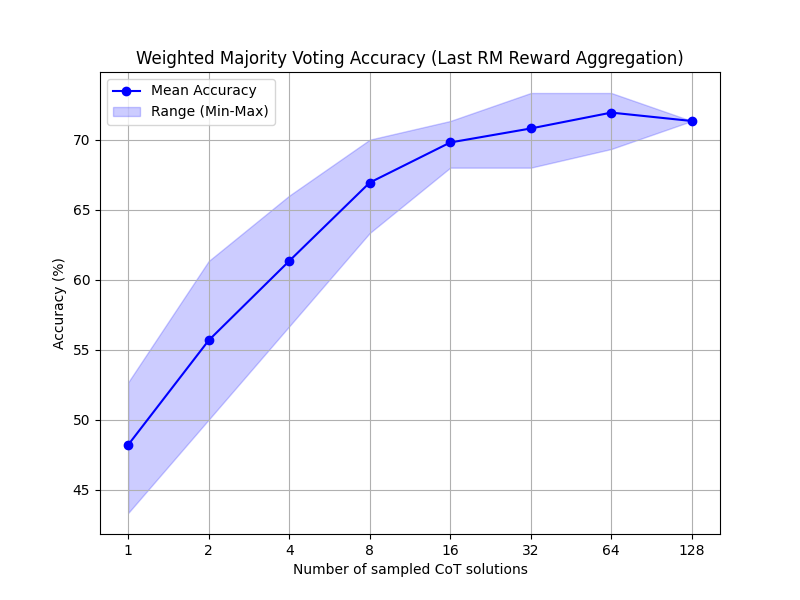 Weighted Majority Voting Accuracy (Last RM Reward Aggregation)
Mean Accuracy
Range (Min-Max)
Accuracy (%)
70
65
60
55
50
45
1 2 4 8 16 32 64 128
Number of sampled CoT solutions